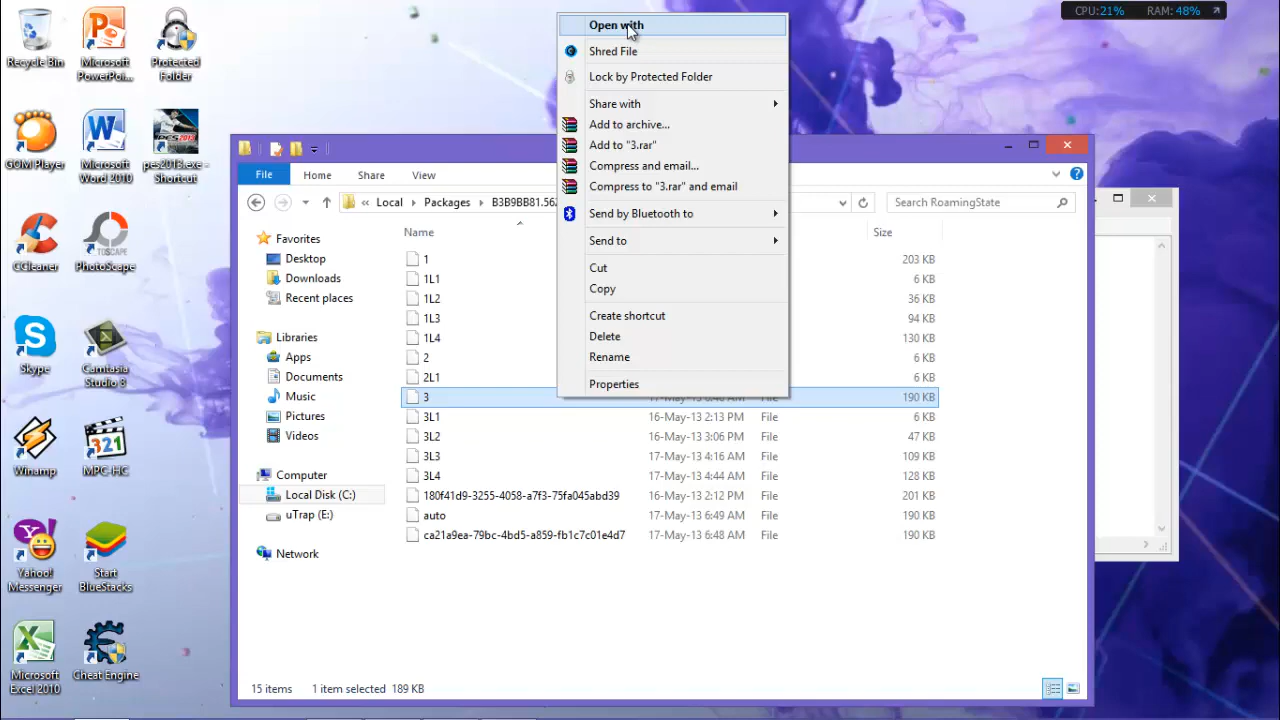 CPU:21% RAM: 48%
Recycle Bin
Microsoft
PowerPoi...
Protected
Folder
GOM Player
Microsoft
Word 2010
pes2013.exe -
Shortcut
CCleaner
PhotoScape
Skype
Camtasia
Studio 8
Winamp
MPC-HC
Yahoo!
Messenger
Start
BlueStacks
Microsoft
Excel 2010
Cheat Engine
File Home Share View
Local Packages B3B9BB81.56
Search RoamingState
Favorites
Desktop
Downloads
Recent places
Libraries
Apps
Documents
Music
Pictures
Videos
Computer
Local Disk (C:)
uTrap (E:)
Network
Name Size
1 203 KB
1L1 6 KB
1L2 36 KB
1L3 94 KB
1L4 130 KB
2 6 KB
2L1 6 KB
3 17-May-13 6:48 AM File 190 KB
3L1 16-May-13 2:13 PM File 6 KB
3L2 16-May-13 3:06 PM File 47 KB
3L3 17-May-13 4:16 AM File 109 KB
3L4 17-May-13 4:44 AM File 128 KB
180f41d9-3255-4058-a7f3-75fa045abd39 16-May-13 2:12 PM File 201 KB
auto 17-May-13 6:49 AM File 190 KB
ca21a9ea-79bc-4bd5-a859-fb1c7c01e4d7 17-May-13 6:48 AM File 190 KB
15 items 1 item selected 189 KB
Open with
Shred File
Lock by Protected Folder
Share with
Add to archive...
Add to "3.rar"
Compress and email...
Compress to "3.rar" and email
Send by Bluetooth to
Send to
Cut
Copy
Create shortcut
Delete
Rename
Properties